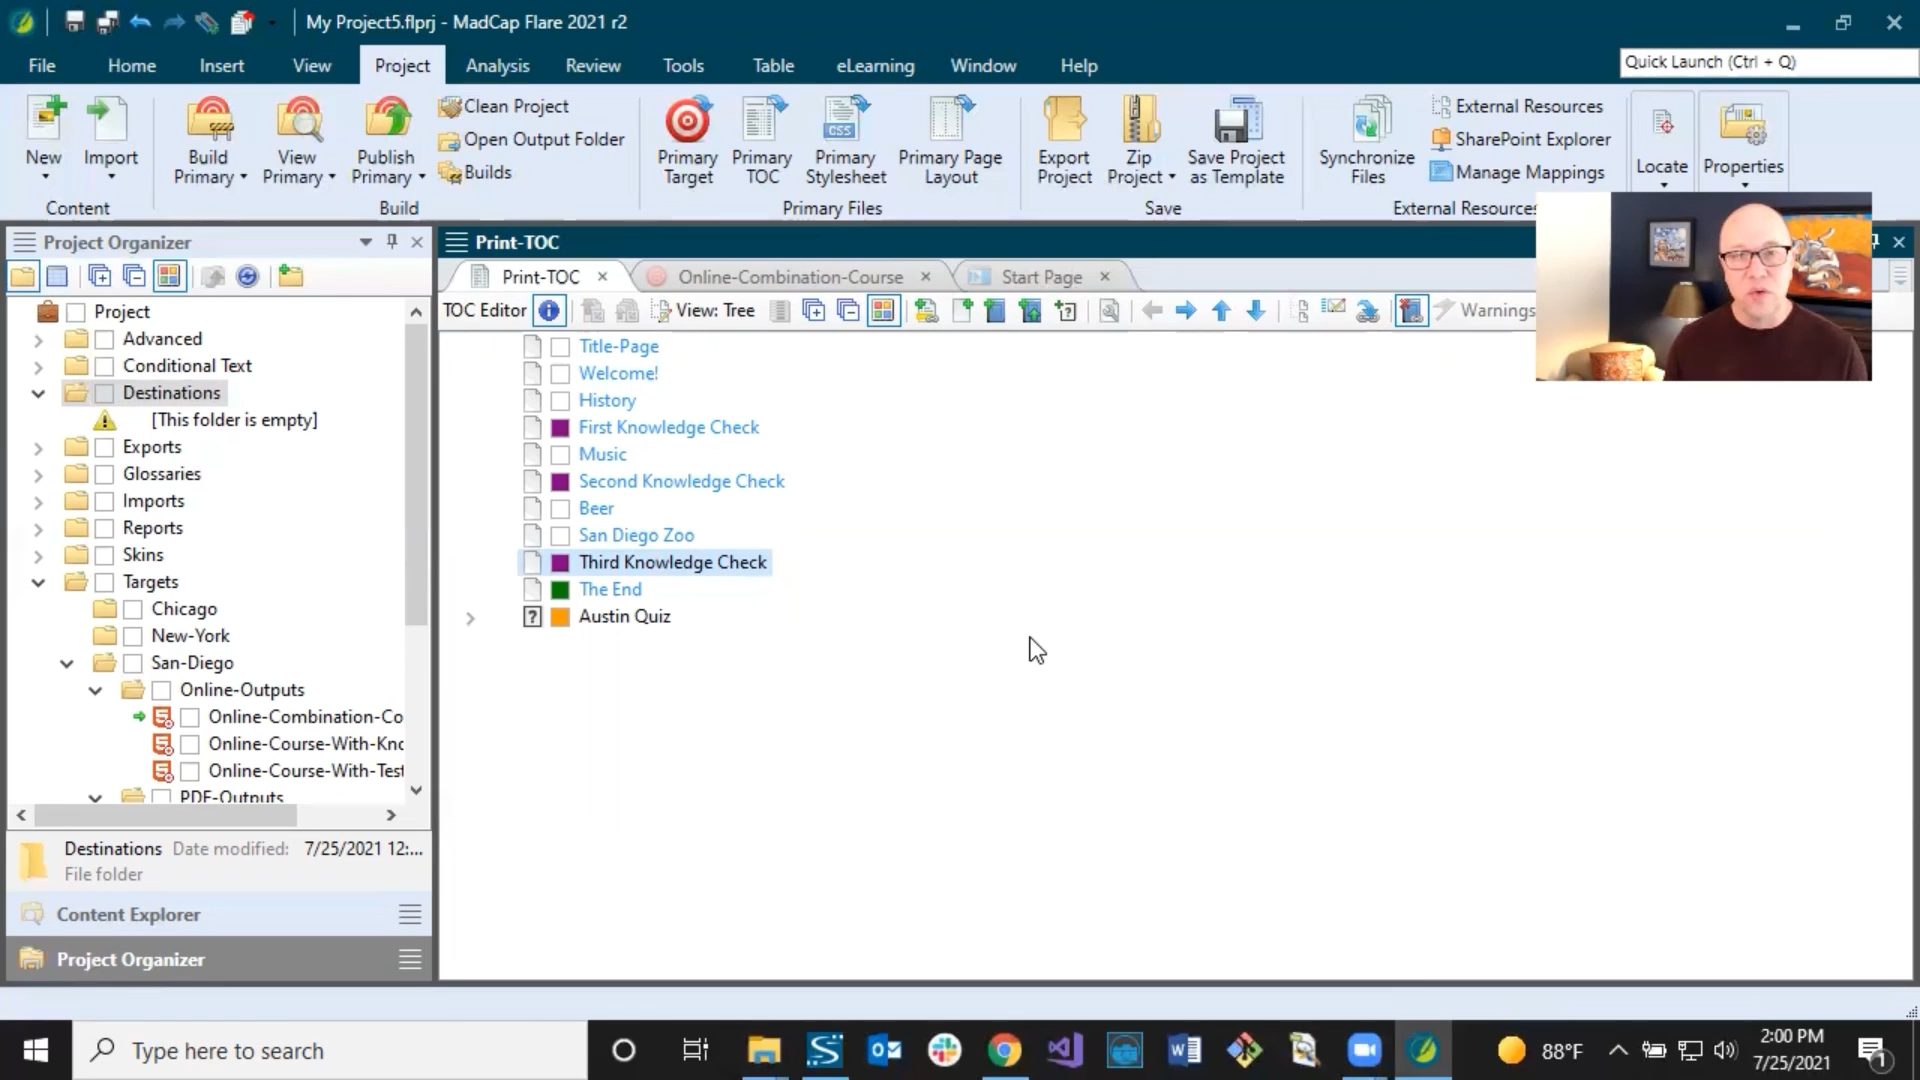 My Project5.flprj - MadCap Flare 2021 r2
File Home Insert View Project Analysis Review Tools Table eLearning Window Help
Quick Launch (Ctrl + Q)
New
Import
Content
Build Primary
View Primary
Publish Primary
Clean Project
Open Output Folder
Builds
Build
Primary Target
Primary TOC
CSS
Primary Stylesheet
Primary Page Layout
Primary Files
Export Project
Zip Project
Save Project as Template
Save
Synchronize Files
External Resources
SharePoint Explorer
Manage Mappings
External Resources
Locate
Properties
Project Organizer
Project
Advanced
Conditional Text
Destinations
[This folder is empty]
Exports
Glossaries
Imports
Reports
Skins
Targets
Chicago
New-York
San-Diego
Online-Outputs
Online-Combination-Co
Online-Course-With-Knc
Online-Course-With-Test
PDF-Outputs
Destinations Date modified: 7/25/2021 12:...
File folder
Content Explorer
Project Organizer
Print-TOC
Print-TOC
Online-Combination-Course
Start Page
TOC Editor View: Tree Warnings
Title-Page
Welcome!
History
First Knowledge Check
Music
Second Knowledge Check
Beer
San Diego Zoo
Third Knowledge Check
The End
? Austin Quiz
Type here to search
88°F
2:00 PM
7/25/2021
1